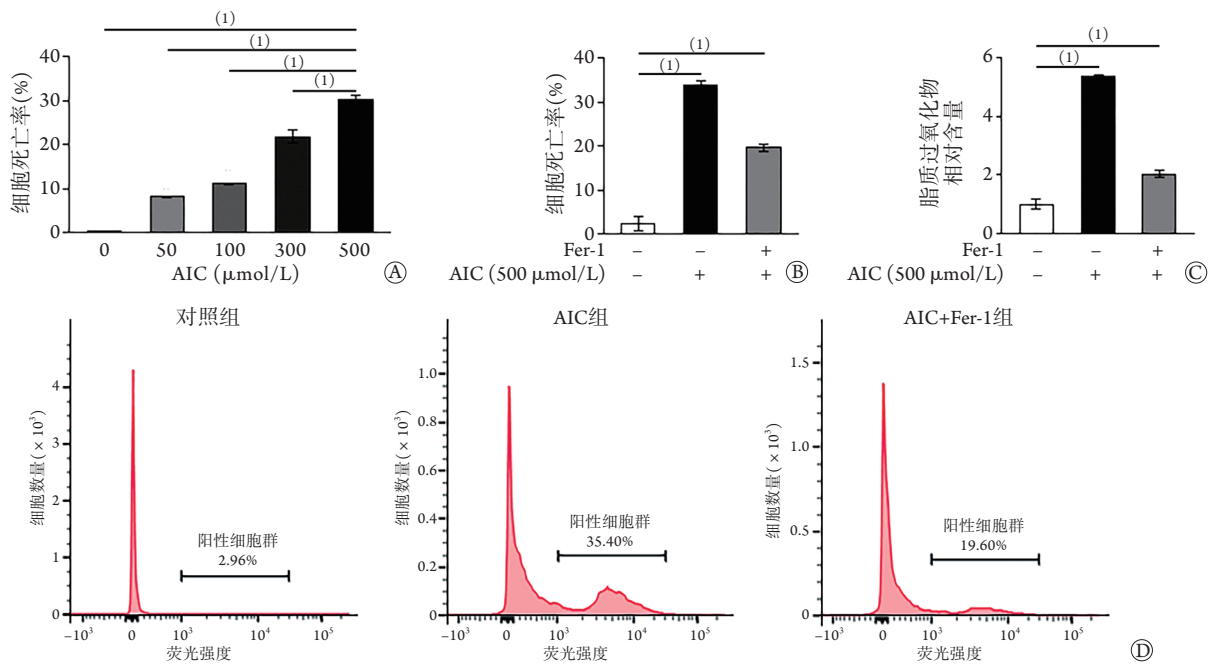 (1)
(1)
(1)
(1)
40
30
20
10
0
细胞死亡率(%)
0 50 100 300 500
AIC (μmol/L)
Ⓐ
(1)
(1)
40
30
20
10
0
细胞死亡率(%)
Fer-1 – – +
AIC (500 μmol/L) – + +
Ⓑ
(1)
(1)
6
4
2
0
脂质过氧化物
相对含量
Fer-1 – – +
AIC (500 μmol/L) – + +
Ⓒ
对照组
4
3
2
1
0
细胞数量(×10³)
阳性细胞群
2.96%
–10³ 0 10³ 10⁴ 10⁵
荧光强度
AIC组
1.0
0.8
0.6
0.4
0.2
0
细胞数量(×10³)
阳性细胞群
35.40%
–10³ 0 10³ 10⁴ 10⁵
荧光强度
AIC+Fer-1组
1.5
1.0
0.5
0
细胞数量(×10³)
阳性细胞群
19.60%
–10³ 0 10³ 10⁴ 10⁵
荧光强度
Ⓓ